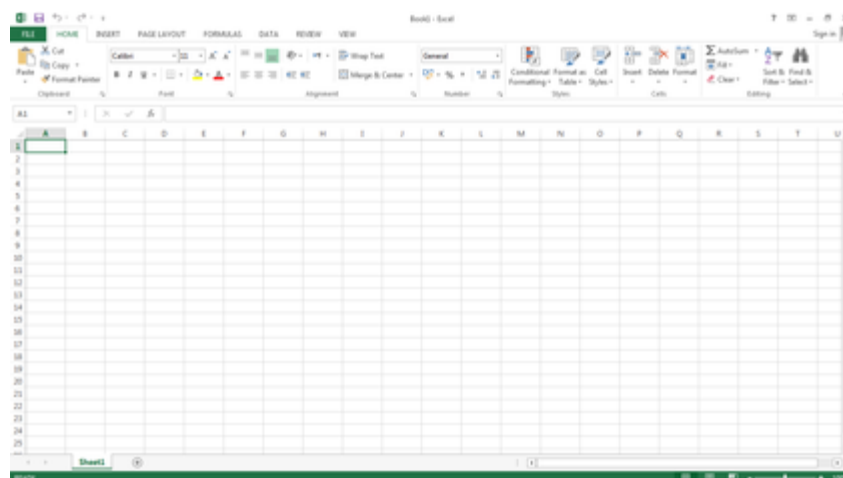 Book1 - Excel
FILE HOME INSERT PAGE LAYOUT FORMULAS DATA REVIEW VIEW Sign in
Cut
Calibri 11 Wrap Text General AutoSum
Copy Fill
Paste Format Painter Merge & Center Conditional Formatting Format as Table Cell Styles Insert Delete Format Clear Sort & Filter Find & Select
Clipboard Font Alignment Number Styles Cells Editing
A1 fx
A B C D E F G H I J K L M N O P Q R S T U
1
2
3
4
5
6
7
8
9
10
11
12
13
14
15
16
17
18
19
20
21
22
23
24
25
Sheet1